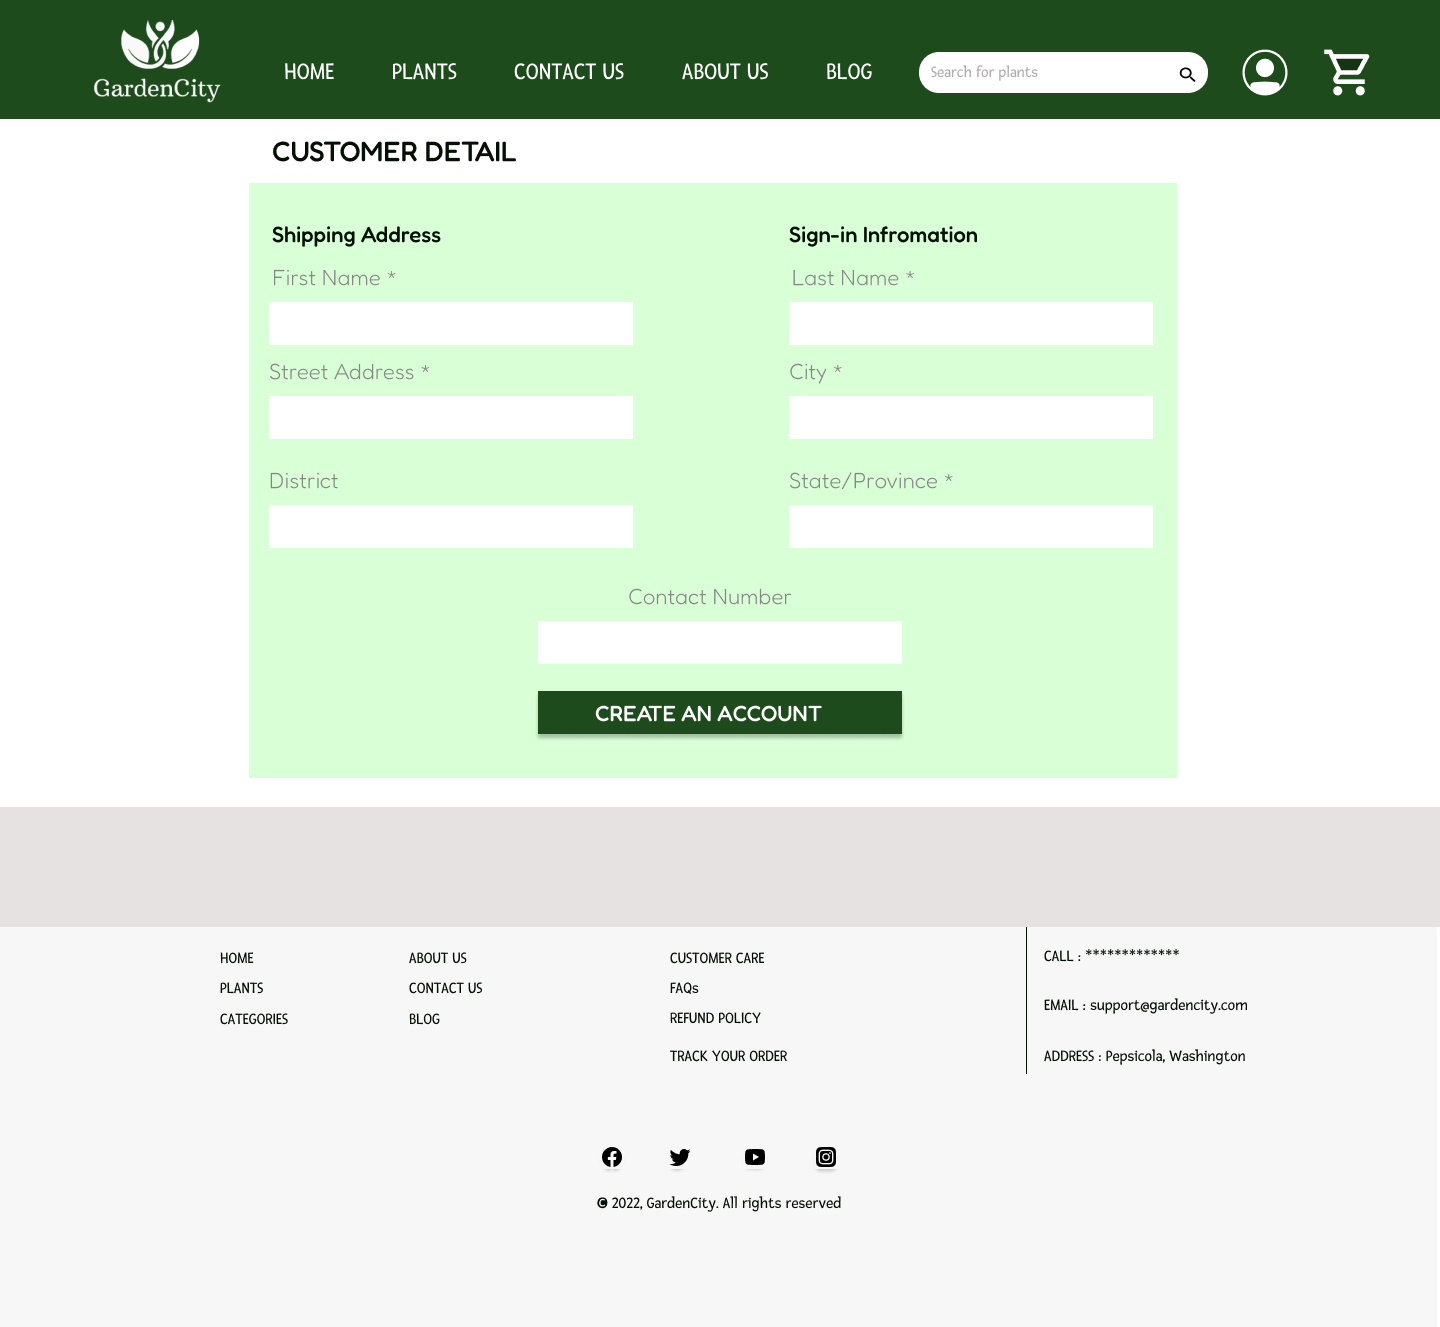 GardenCity
HOME PLANTS CONTACT US ABOUT US BLOG Search for plants
CUSTOMER DETAIL
Shipping Address Sign-in Infromation
First Name * Last Name *
Street Address * City *
District State/Province *
Contact Number
CREATE AN ACCOUNT
HOME ABOUT US CUSTOMER CARE CALL : *************
PLANTS CONTACT US FAQs
EMAIL : support@gardencity.com
CATEGORIES BLOG REFUND POLICY
TRACK YOUR ORDER ADDRESS : Pepsicola, Washington
© 2022, GardenCity. All rights reserved